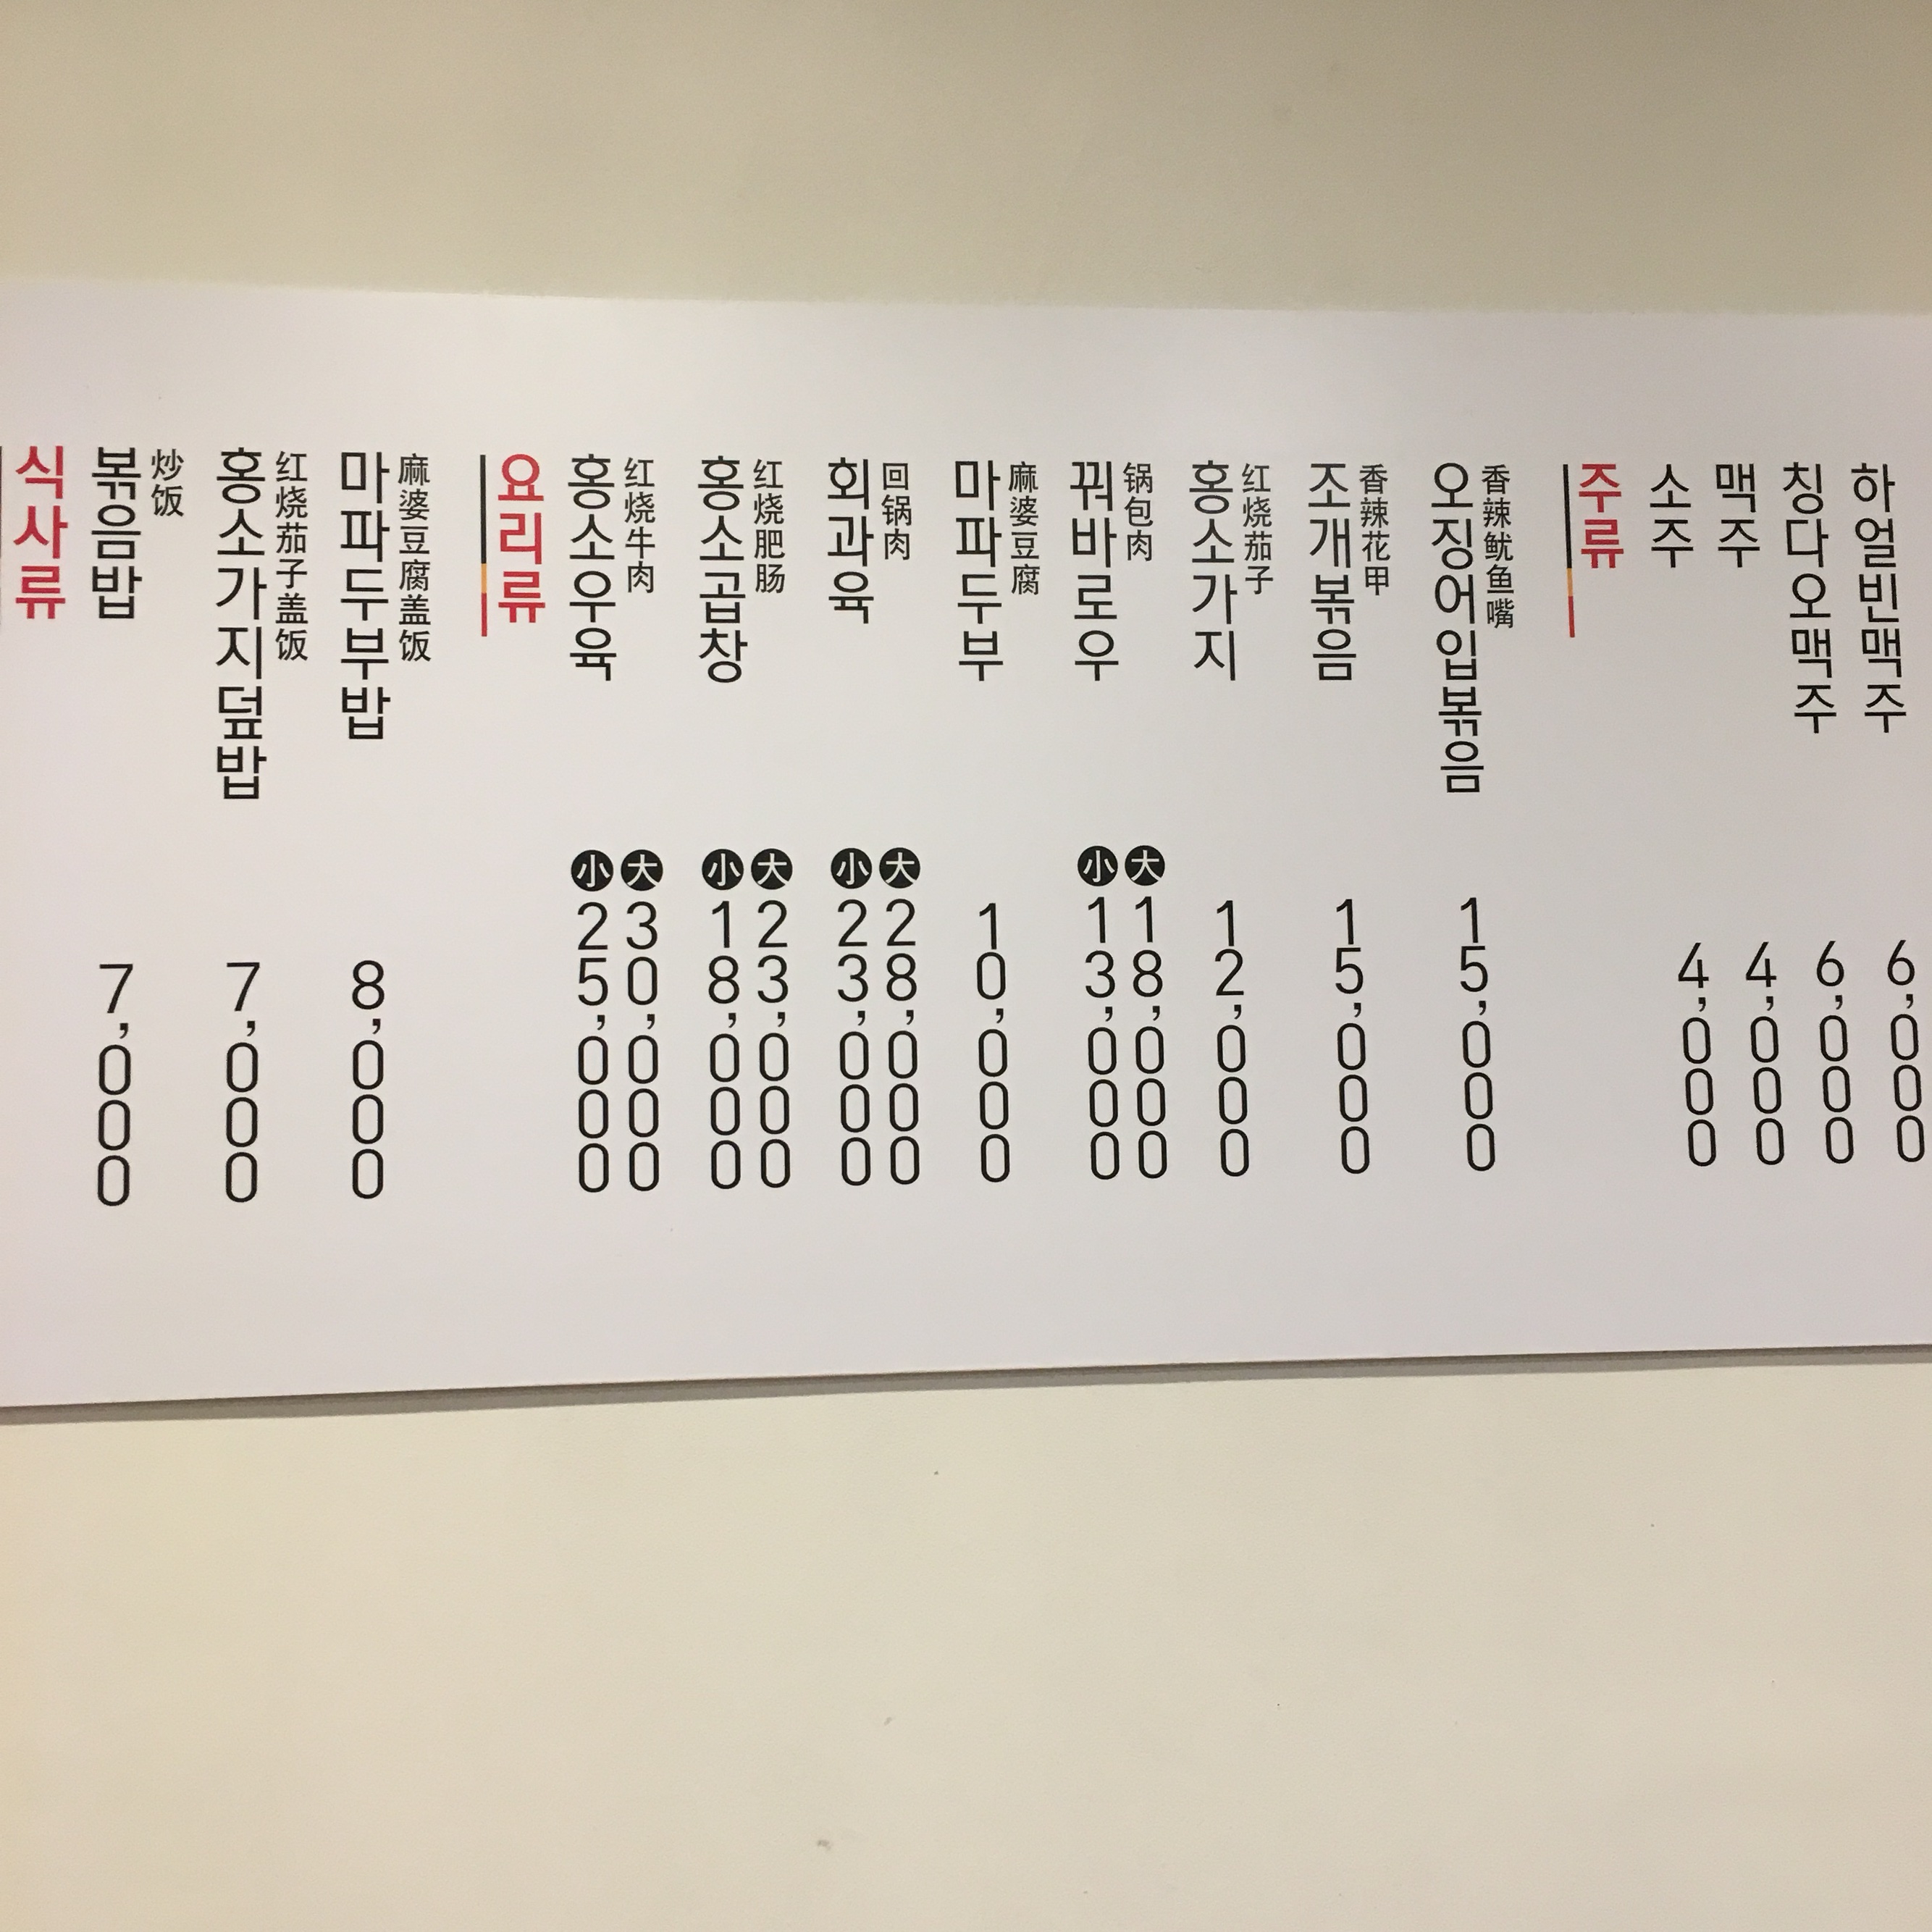 식사류
볶음밥 7,000
炒饭
홍소가지덮밥 7,000
红烧茄子盖饭
마파두부밥 8,000
麻婆豆腐盖饭
요리류
홍소우육 小 25,000
红烧牛肉 大 30,000
홍소곱창 小 18,000
红烧肥肠 大 23,000
회과육 小 23,000
回锅肉 大 28,000
마파두부 10,000
麻婆豆腐
꿔바로우 小 13,000
锅包肉 大 18,000
홍소가지 12,000
红烧茄子
조개볶음 15,000
香辣花甲
오징어입볶음 15,000
香辣鱿鱼嘴
주류
소주 4,000
맥주 4,000
칭다오맥주 6,000
하얼빈맥주 6,000